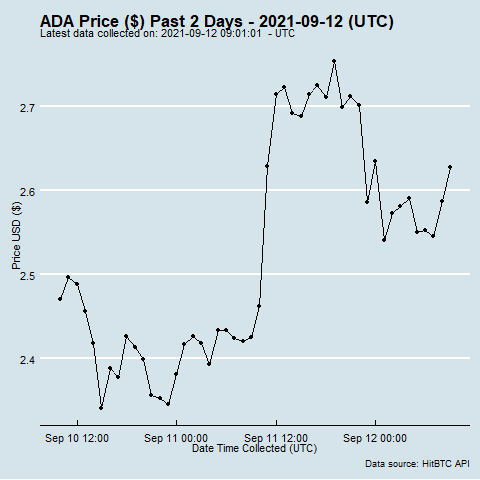 ADA Price ($) Past 2 Days - 2021-09-12 (UTC)
Latest data collected on: 2021-09-12 09:01:01  - UTC
Price USD ($)
2.7
2.6
2.5
2.4
Sep 10 12:00 Sep 11 00:00 Sep 11 12:00 Sep 12 00:00
Date Time Collected (UTC)
Data source: HitBTC API